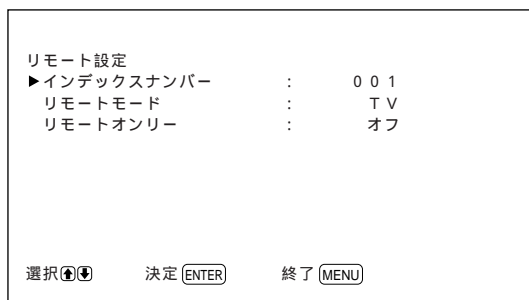 リモート設定
▶インデックスナンバー : 001
リモートモード : TV
リモートオンリー : オフ
選択⬆⬇ 決定 ENTER 終了 MENU